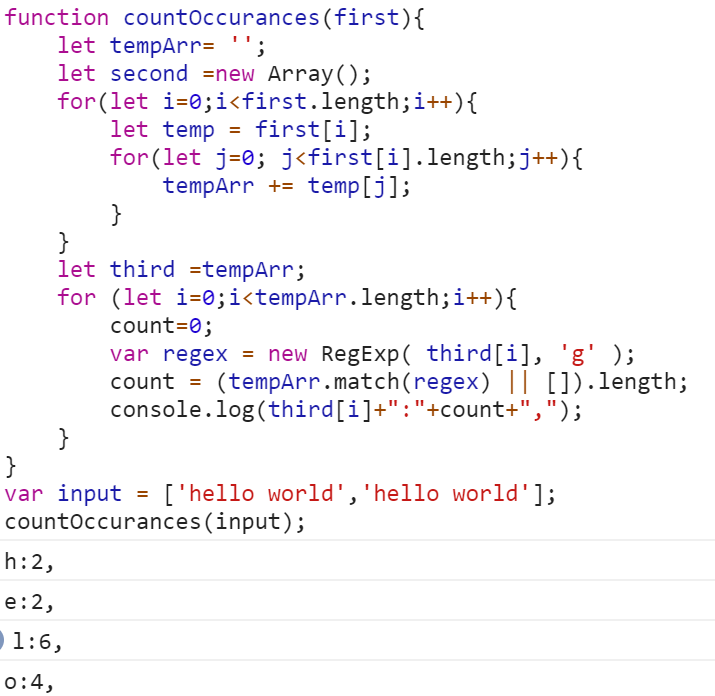 function countOccurances(first){
    let tempArr= '';
    let second =new Array();
    for(let i=0;i<first.length;i++){
        let temp = first[i];
        for(let j=0; j<first[i].length;j++){
            tempArr += temp[j];
        }
    }
    let third =tempArr;
    for (let i=0;i<tempArr.length;i++){
        count=0;
        var regex = new RegExp( third[i], 'g' );
        count = (tempArr.match(regex) || []).length;
        console.log(third[i]+":"+count+",");
    }
}
var input = ['hello world','hello world'];
countOccurances(input);
h:2,
e:2,
l:6,
o:4,